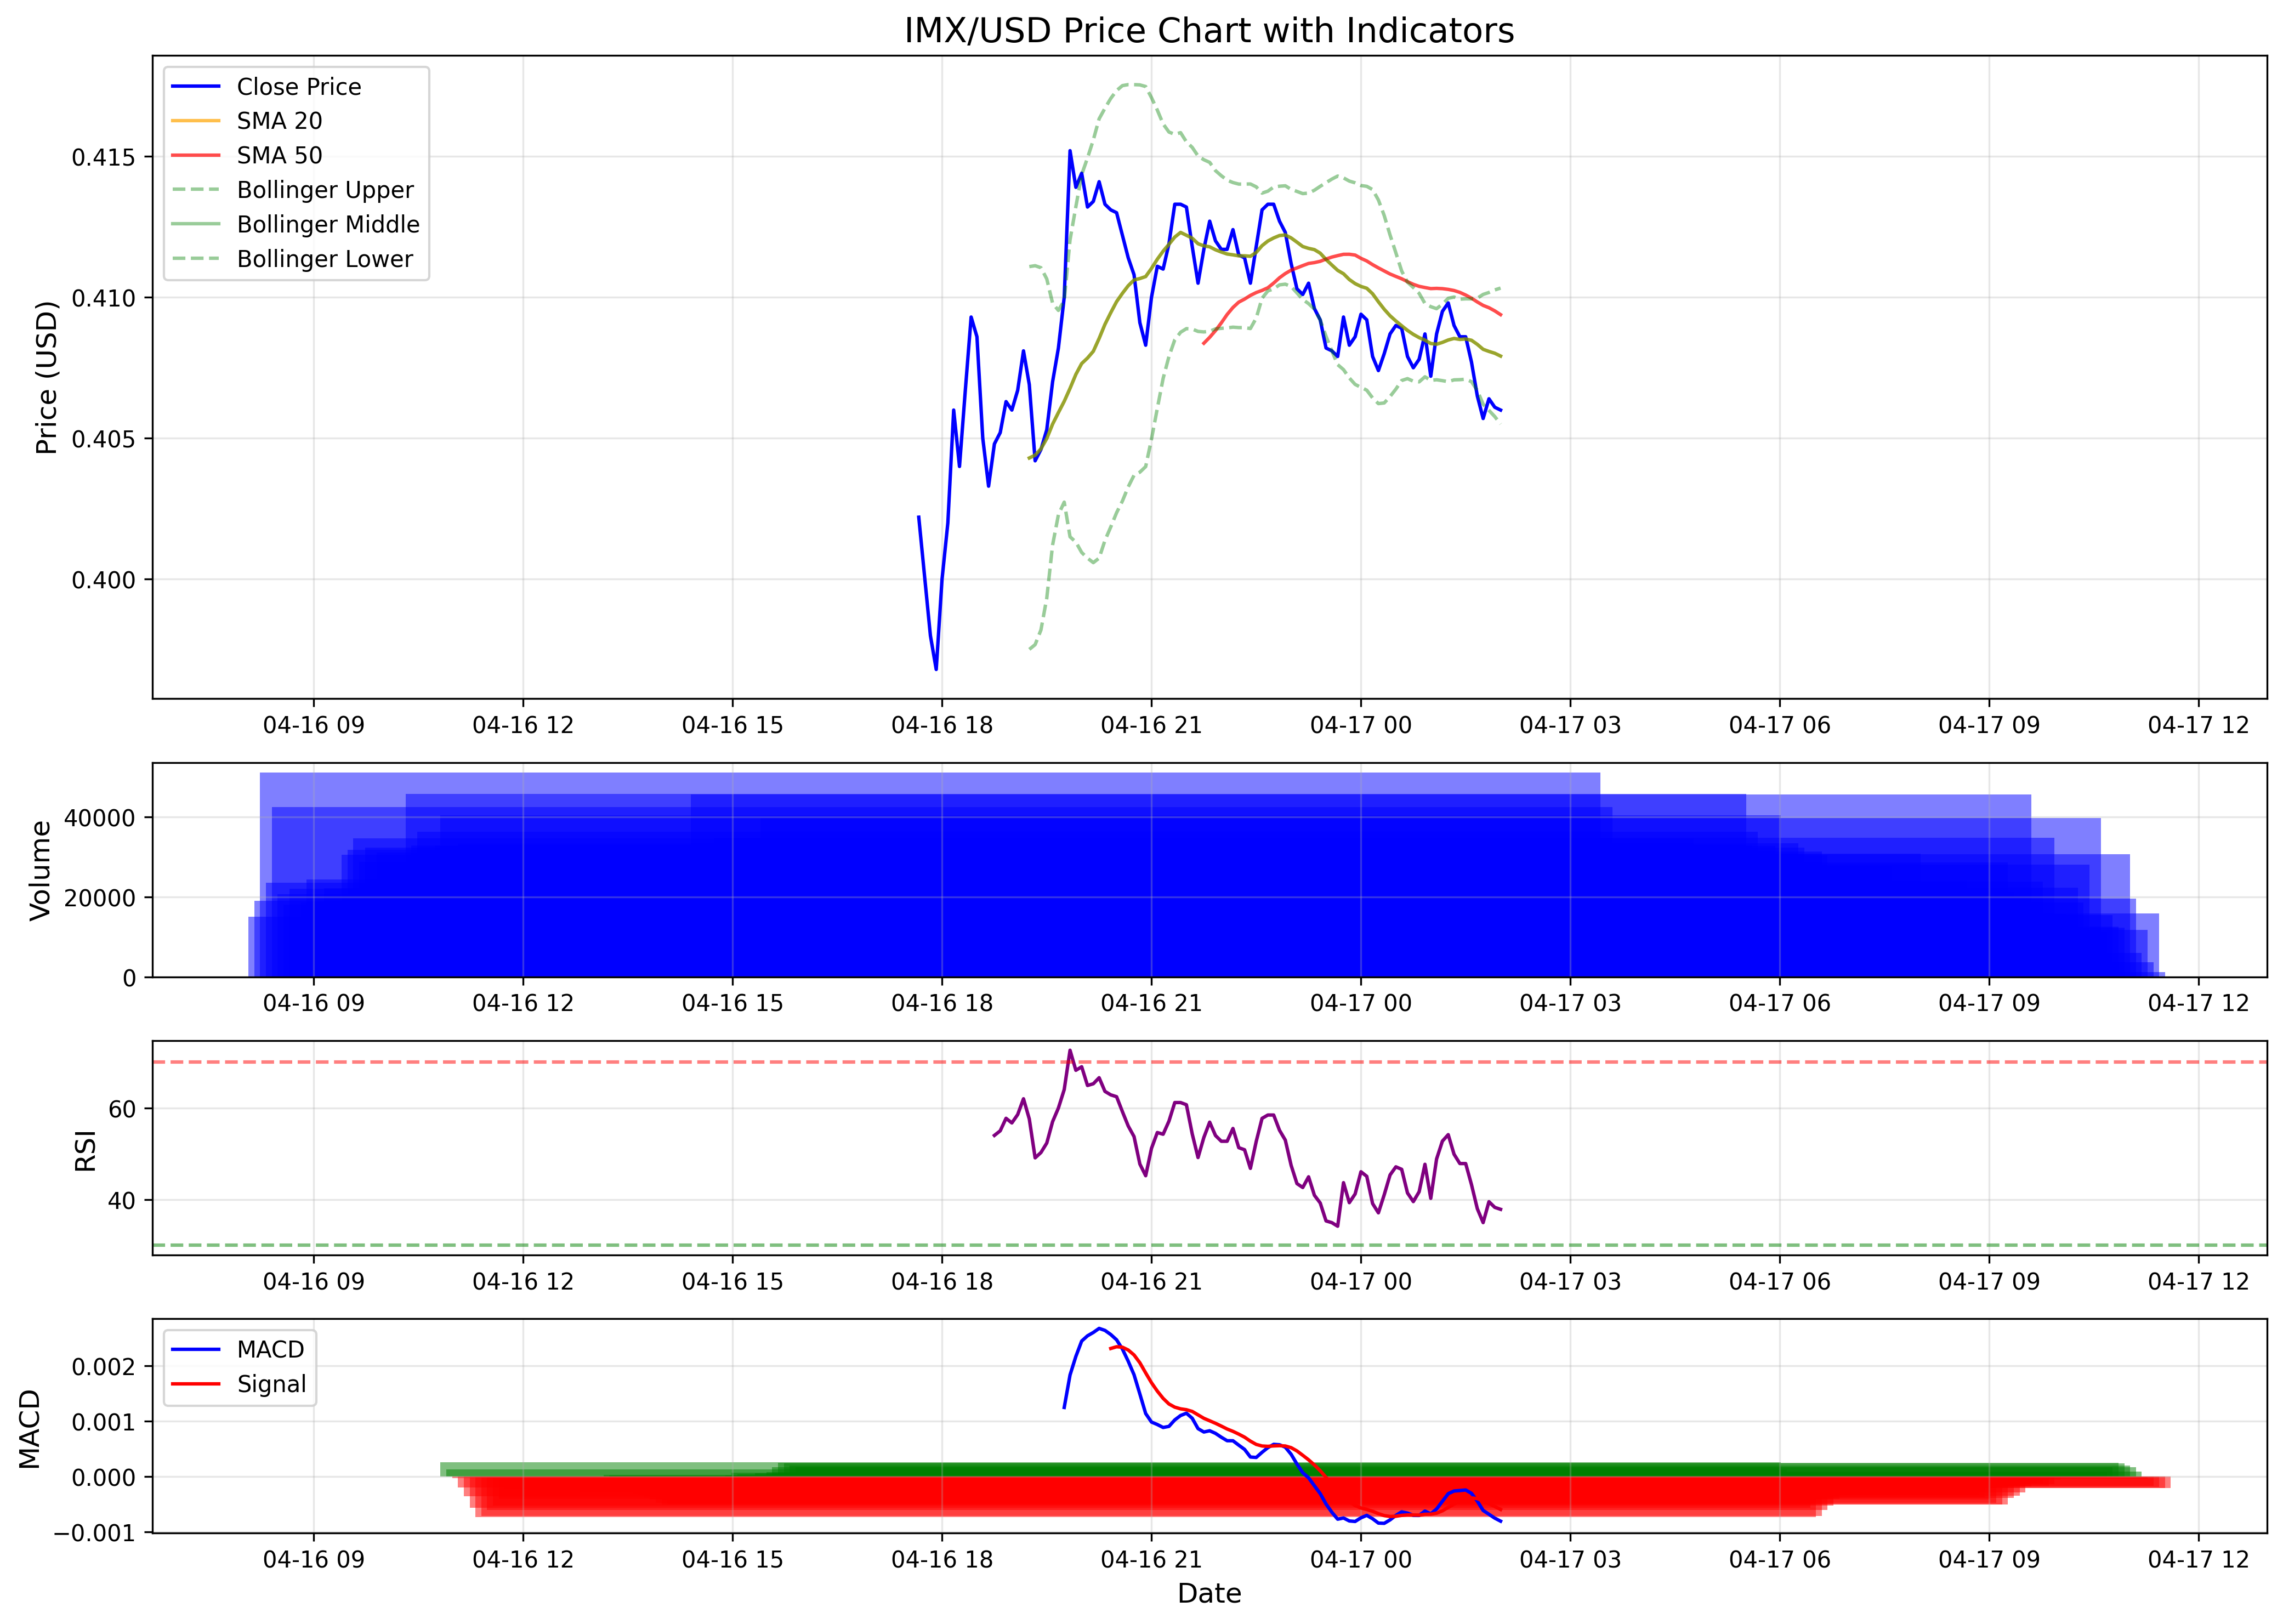 IMX/USD Price Chart with Indicators
Close Price
SMA 20
SMA 50
Bollinger Upper
Bollinger Middle
Bollinger Lower
Price (USD)
0.415
0.410
0.405
0.400
04-16 09 04-16 12 04-16 15 04-16 18 04-16 21 04-17 00 04-17 03 04-17 06 04-17 09 04-17 12
Volume
40000
20000
0
04-16 09 04-16 12 04-16 15 04-16 18 04-16 21 04-17 00 04-17 03 04-17 06 04-17 09 04-17 12
RSI
60
40
04-16 09 04-16 12 04-16 15 04-16 18 04-16 21 04-17 00 04-17 03 04-17 06 04-17 09 04-17 12
MACD
Signal
MACD
0.002
0.001
0.000
−0.001
04-16 09 04-16 12 04-16 15 04-16 18 04-16 21 04-17 00 04-17 03 04-17 06 04-17 09 04-17 12
Date